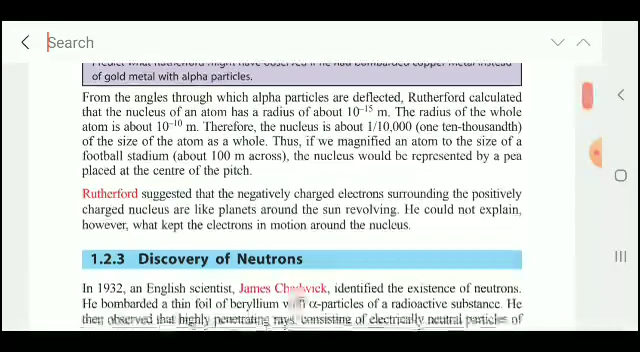 Search
Predict what Rutherford might have observed if he had bombarded copper metal instead
of gold metal with alpha particles.
From the angles through which alpha particles are deflected, Rutherford calculated
that the nucleus of an atom has a radius of about 10⁻¹⁵ m. The radius of the whole
atom is about 10⁻¹⁰ m. Therefore, the nucleus is about 1/10,000 (one ten-thousandth)
of the size of the atom as a whole. Thus, if we magnified an atom to the size of a
football stadium (about 100 m across), the nucleus would be represented by a pea
placed at the centre of the pitch.
Rutherford suggested that the negatively charged electrons surrounding the positively
charged nucleus are like planets around the sun revolving. He could not explain,
however, what kept the electrons in motion around the nucleus.
1.2.3 Discovery of Neutrons
In 1932, an English scientist, James Chadwick, identified the existence of neutrons.
He bombarded a thin foil of beryllium with α-particles of a radioactive substance. He
then observed that highly penetrating rays, consisting of electrically neutral particles of